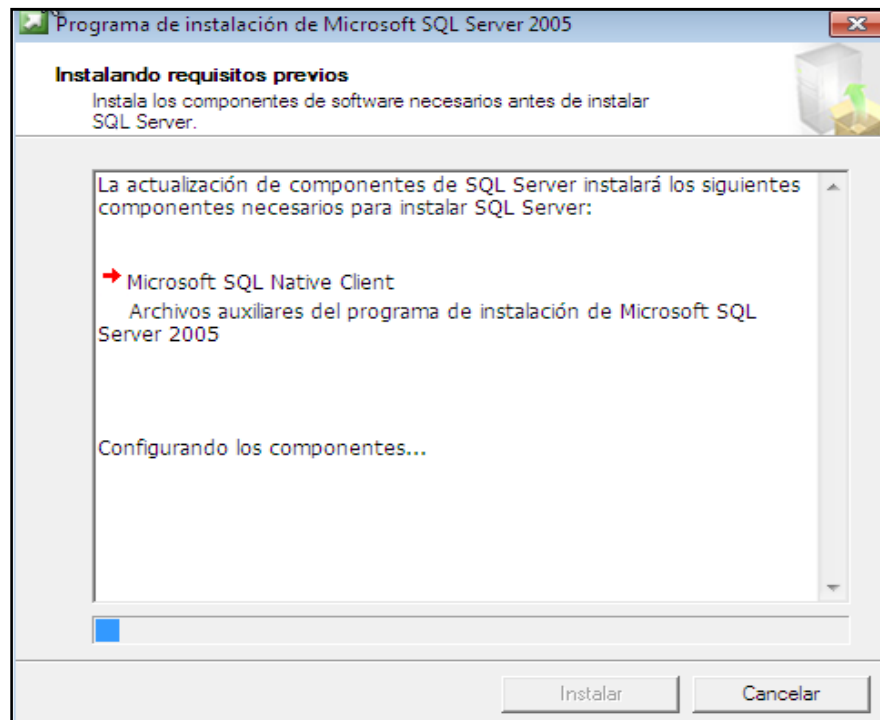 Programa de instalación de Microsoft SQL Server 2005
Instalando requisitos previos
Instala los componentes de software necesarios antes de instalar
SQL Server.
La actualización de componentes de SQL Server instalará los siguientes
componentes necesarios para instalar SQL Server:
Microsoft SQL Native Client
Archivos auxiliares del programa de instalación de Microsoft SQL
Server 2005
Configurando los componentes...
Instalar
Cancelar